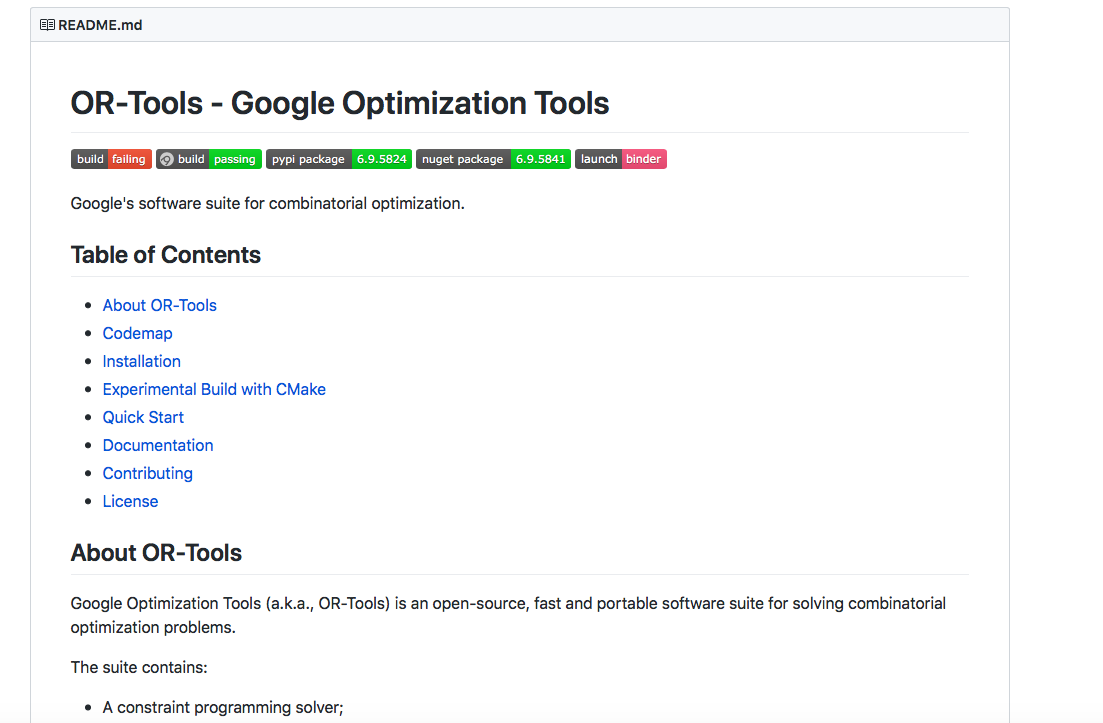 README.md
OR-Tools - Google Optimization Tools
build failing build passing pypi package 6.9.5824 nuget package 6.9.5841 launch binder
Google's software suite for combinatorial optimization.
Table of Contents
About OR-Tools
Codemap
Installation
Experimental Build with CMake
Quick Start
Documentation
Contributing
License
About OR-Tools
Google Optimization Tools (a.k.a., OR-Tools) is an open-source, fast and portable software suite for solving combinatorial
optimization problems.
The suite contains:
A constraint programming solver;